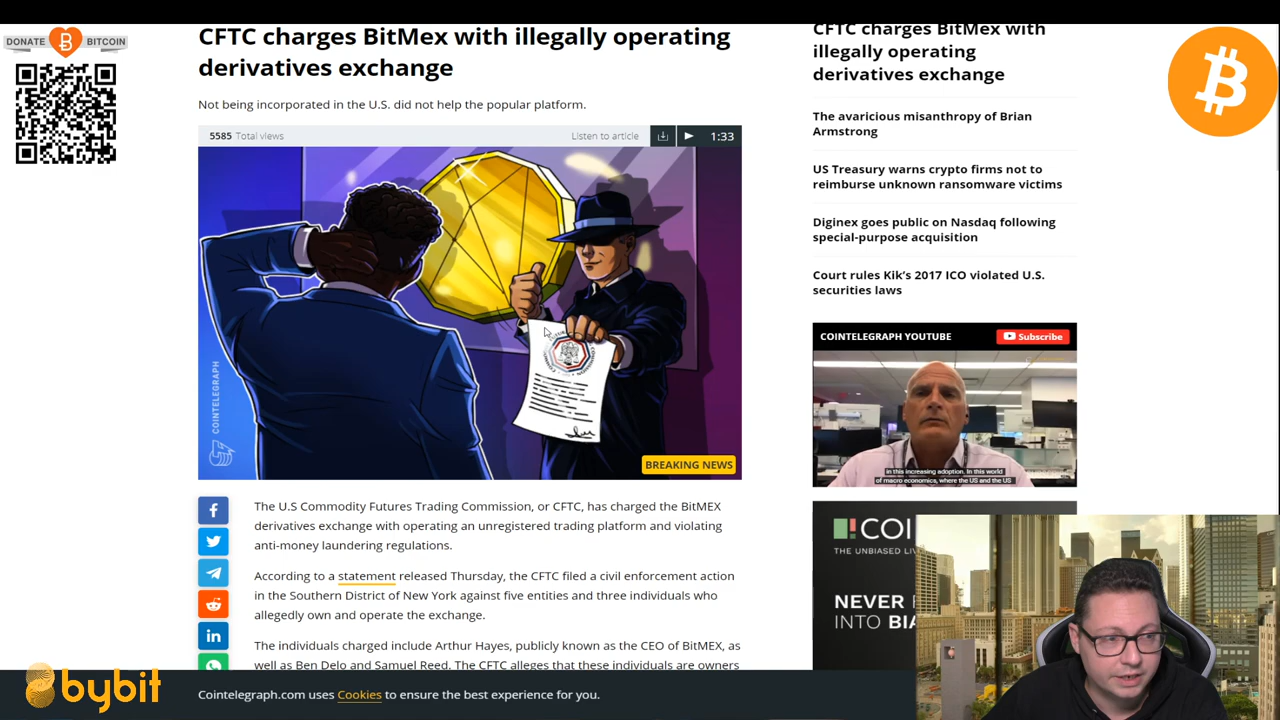 DONATE BITCOIN
CFTC charges BitMex with illegally operating
derivatives exchange
Not being incorporated in the U.S. did not help the popular platform.
5585 Total views
Listen to article
1:33
COINTELEGRAPH
BREAKING NEWS
The U.S Commodity Futures Trading Commission, or CFTC, has charged the BitMEX
derivatives exchange with operating an unregistered trading platform and violating
anti-money laundering regulations.
According to a statement released Thursday, the CFTC filed a civil enforcement action
in the Southern District of New York against five entities and three individuals who
allegedly own and operate the exchange.
The individuals charged include Arthur Hayes, publicly known as the CEO of BitMEX, as
well as Ben Delo and Samuel Reed. The CFTC alleges that these individuals are owners
CFTC charges BitMex with
illegally operating
derivatives exchange
The avaricious misanthropy of Brian
Armstrong
US Treasury warns crypto firms not to
reimburse unknown ransomware victims
Diginex goes public on Nasdaq following
special-purpose acquisition
Court rules Kik's 2017 ICO violated U.S.
securities laws
COINTELEGRAPH YOUTUBE
Subscribe
in this increasing adoption. In this world
of macro economics, where the US and the US
COI
THE UNBIASED LIV
NEVER
INTO BIA
bybit
Cointelegraph.com uses Cookies to ensure the best experience for you.